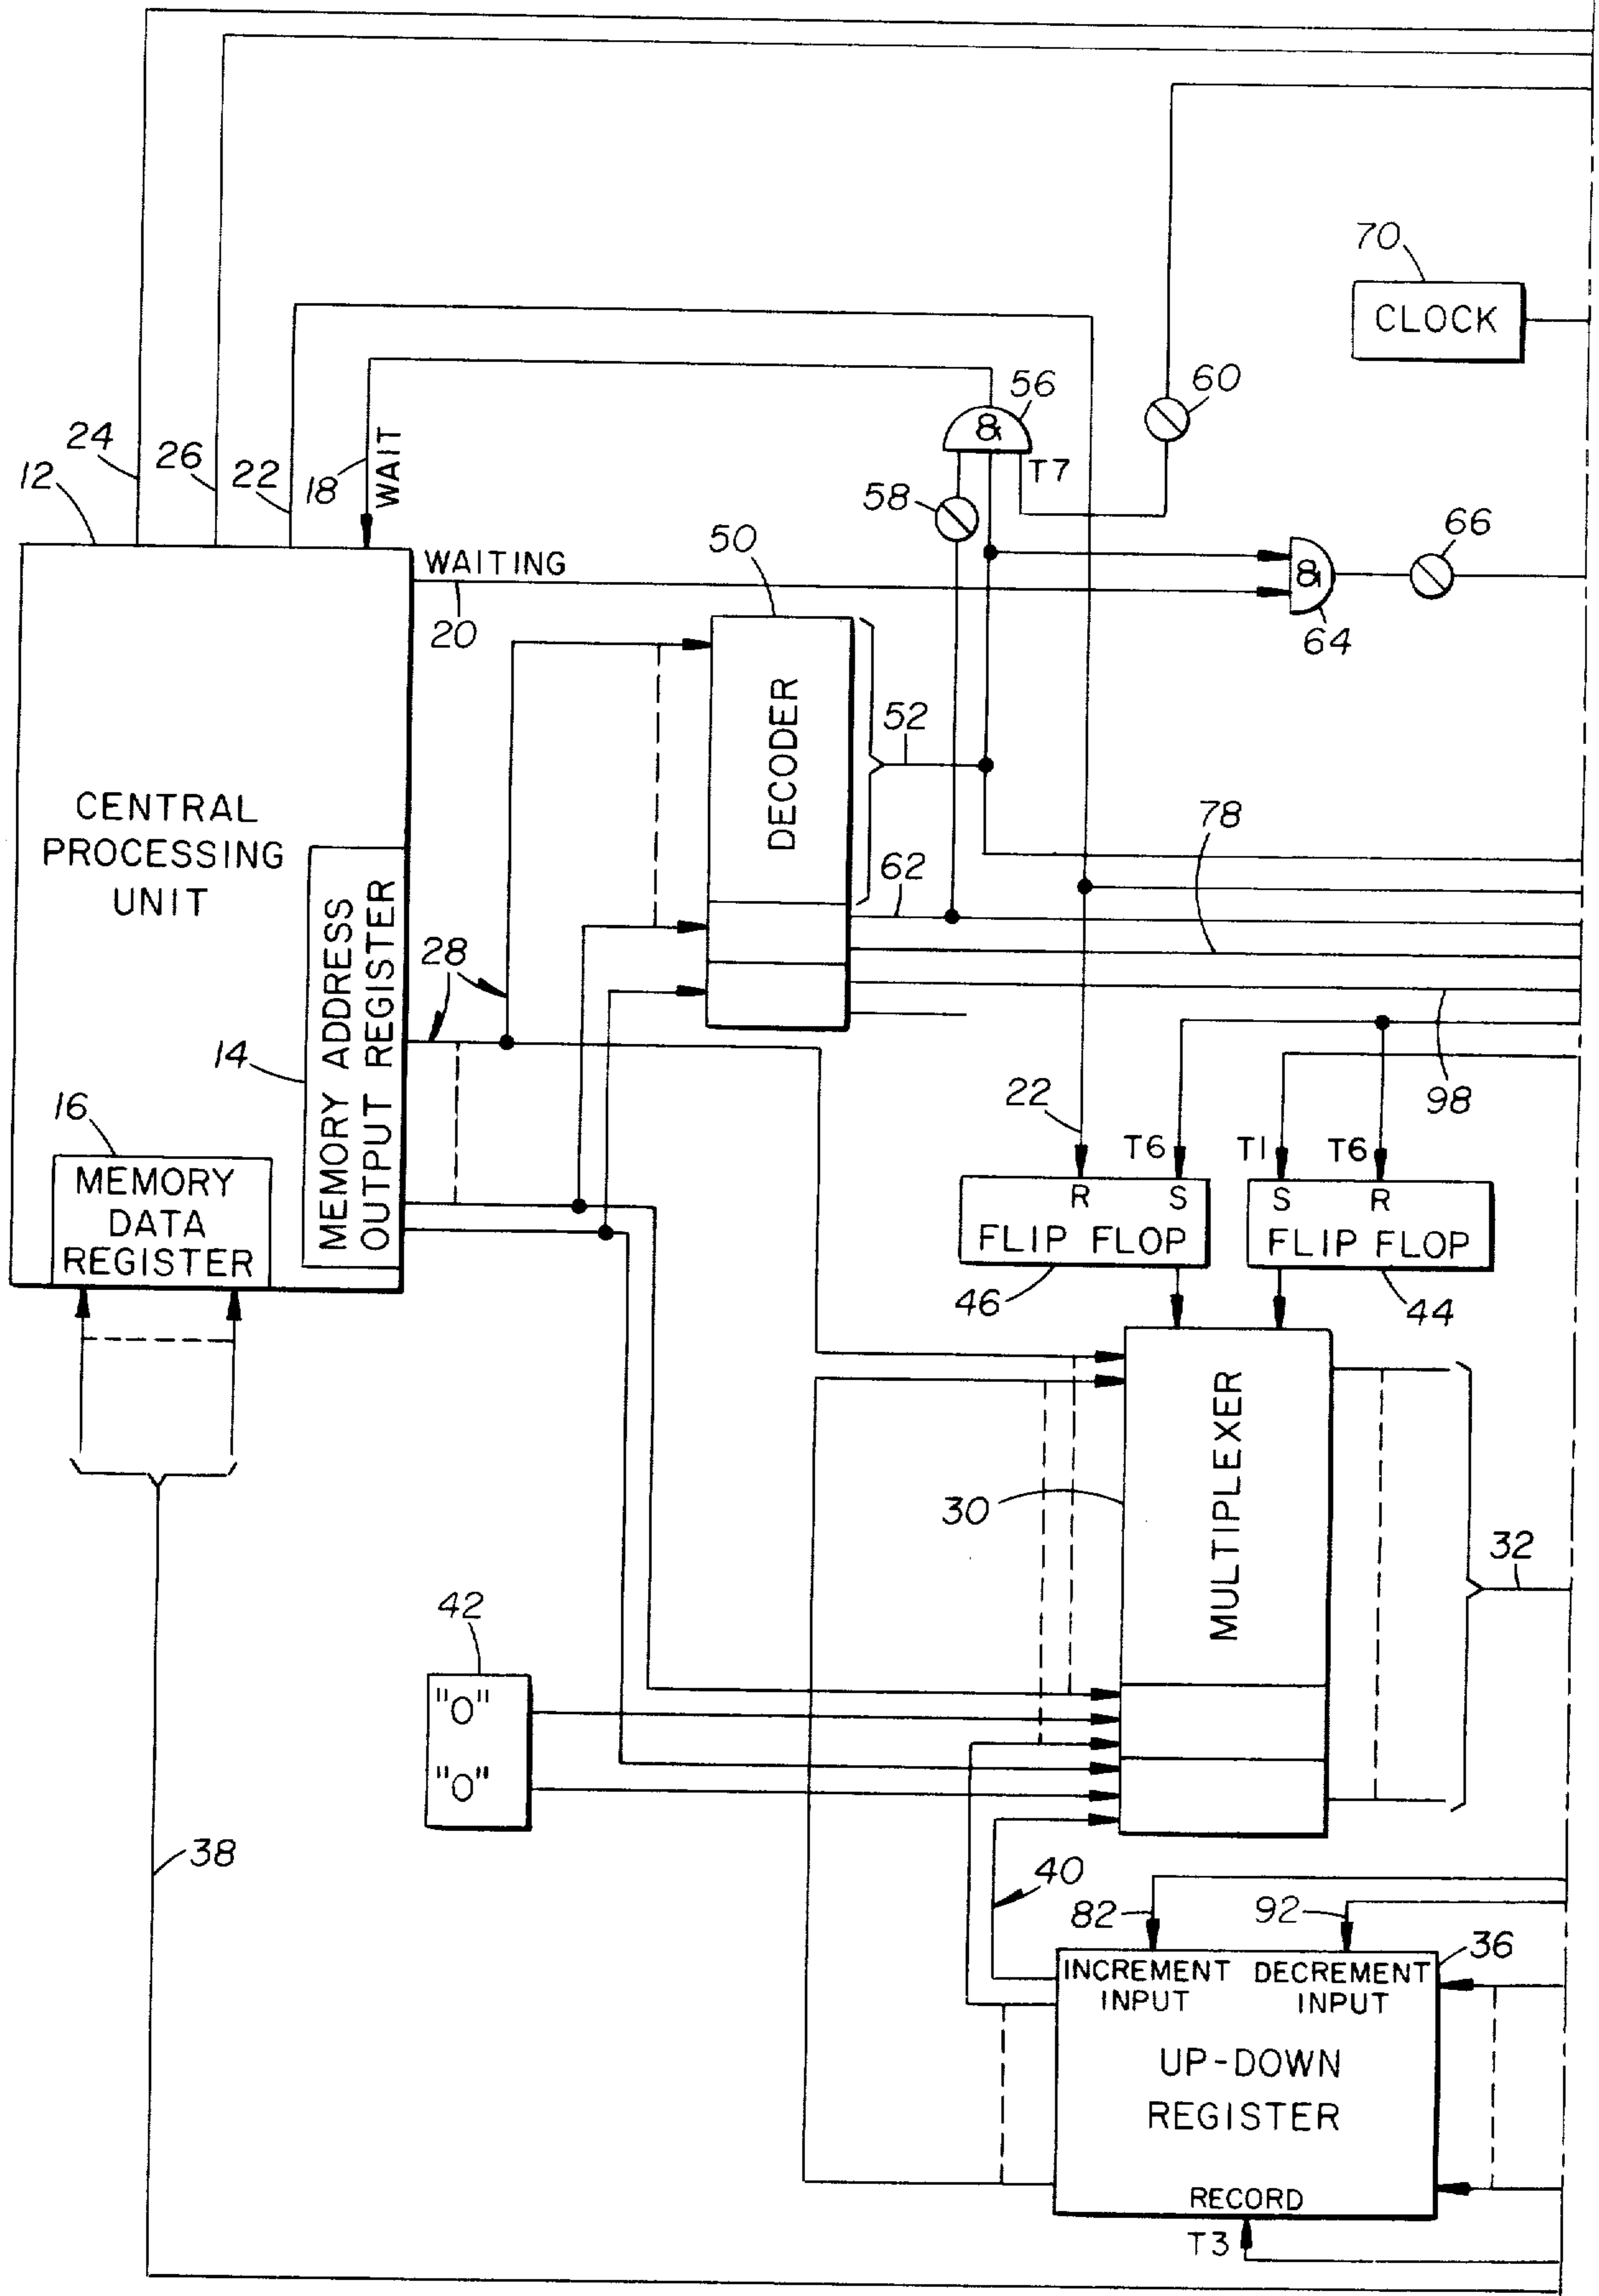 70
CLOCK
56
&
60
24
26
22
18
WAIT
T7
12
58
66
50
WAITING
&
20
64
DECODER
52
CENTRAL
PROCESSING
UNIT
78
62
MEMORY ADDRESS
OUTPUT REGISTER
28
14
98
16
22
T6
T1
T6
MEMORY
DATA
REGISTER
R
S
FLIP FLOP
S
R
FLIP FLOP
46
44
MULTIPLEXER
30
32
42
"0"
"0"
38
40
82
92
36
INCREMENT
INPUT
DECREMENT
INPUT
UP-DOWN
REGISTER
RECORD
T3